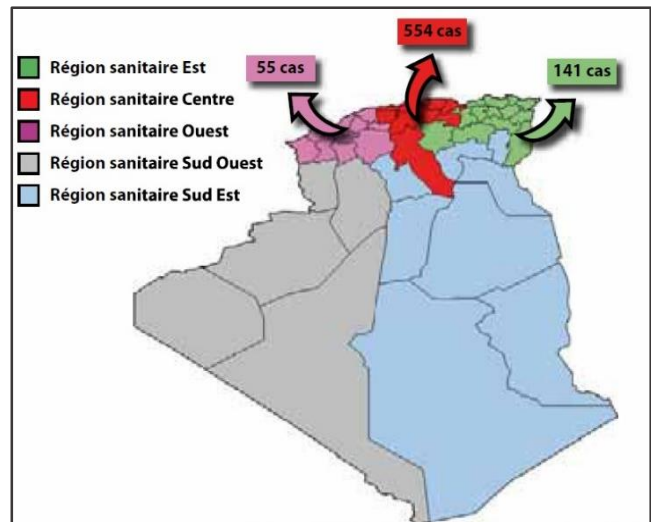 554 cas
55 cas
141 cas
Région sanitaire Est
Région sanitaire Centre
Région sanitaire Ouest
Région sanitaire Sud Ouest
Région sanitaire Sud Est